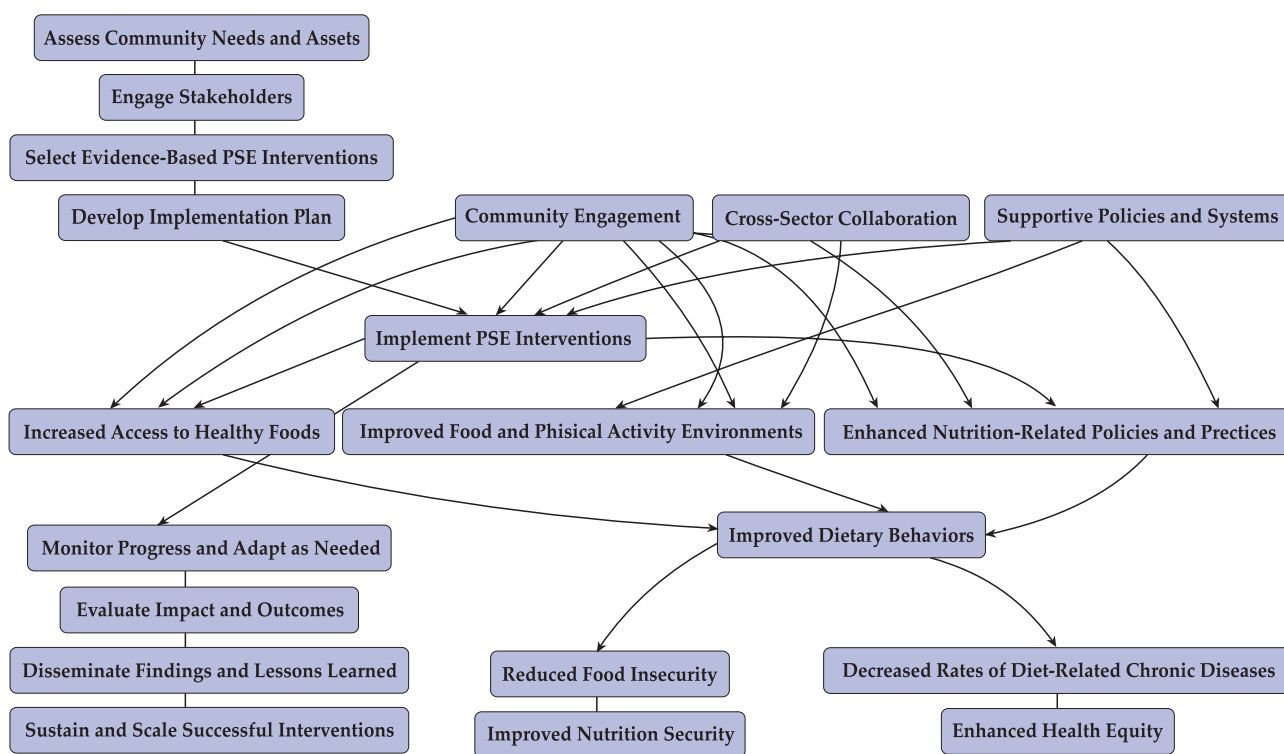 Assess Community Needs and Assets
Engage Stakeholders
Select Evidence-Based PSE Interventions
Develop Implementation Plan
Community Engagement
Cross-Sector Collaboration
Supportive Policies and Systems
Implement PSE Interventions
Increased Access to Healthy Foods
Improved Food and Phisical Activity Environments
Enhanced Nutrition-Related Policies and Prectices
Monitor Progress and Adapt as Needed
Improved Dietary Behaviors
Evaluate Impact and Outcomes
Disseminate Findings and Lessons Learned
Reduced Food Insecurity
Decreased Rates of Diet-Related Chronic Diseases
Sustain and Scale Successful Interventions
Improved Nutrition Security
Enhanced Health Equity